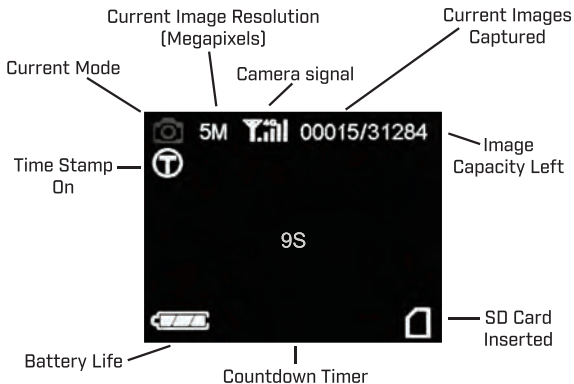 Current Image Resolution
(Megapixels)
Current Images
Captured
Current Mode
Camera signal
5M
4G
00015/31284
Image
Capacity Left
Time Stamp
On
T
9S
SD Card
Inserted
Battery Life
Countdown Timer